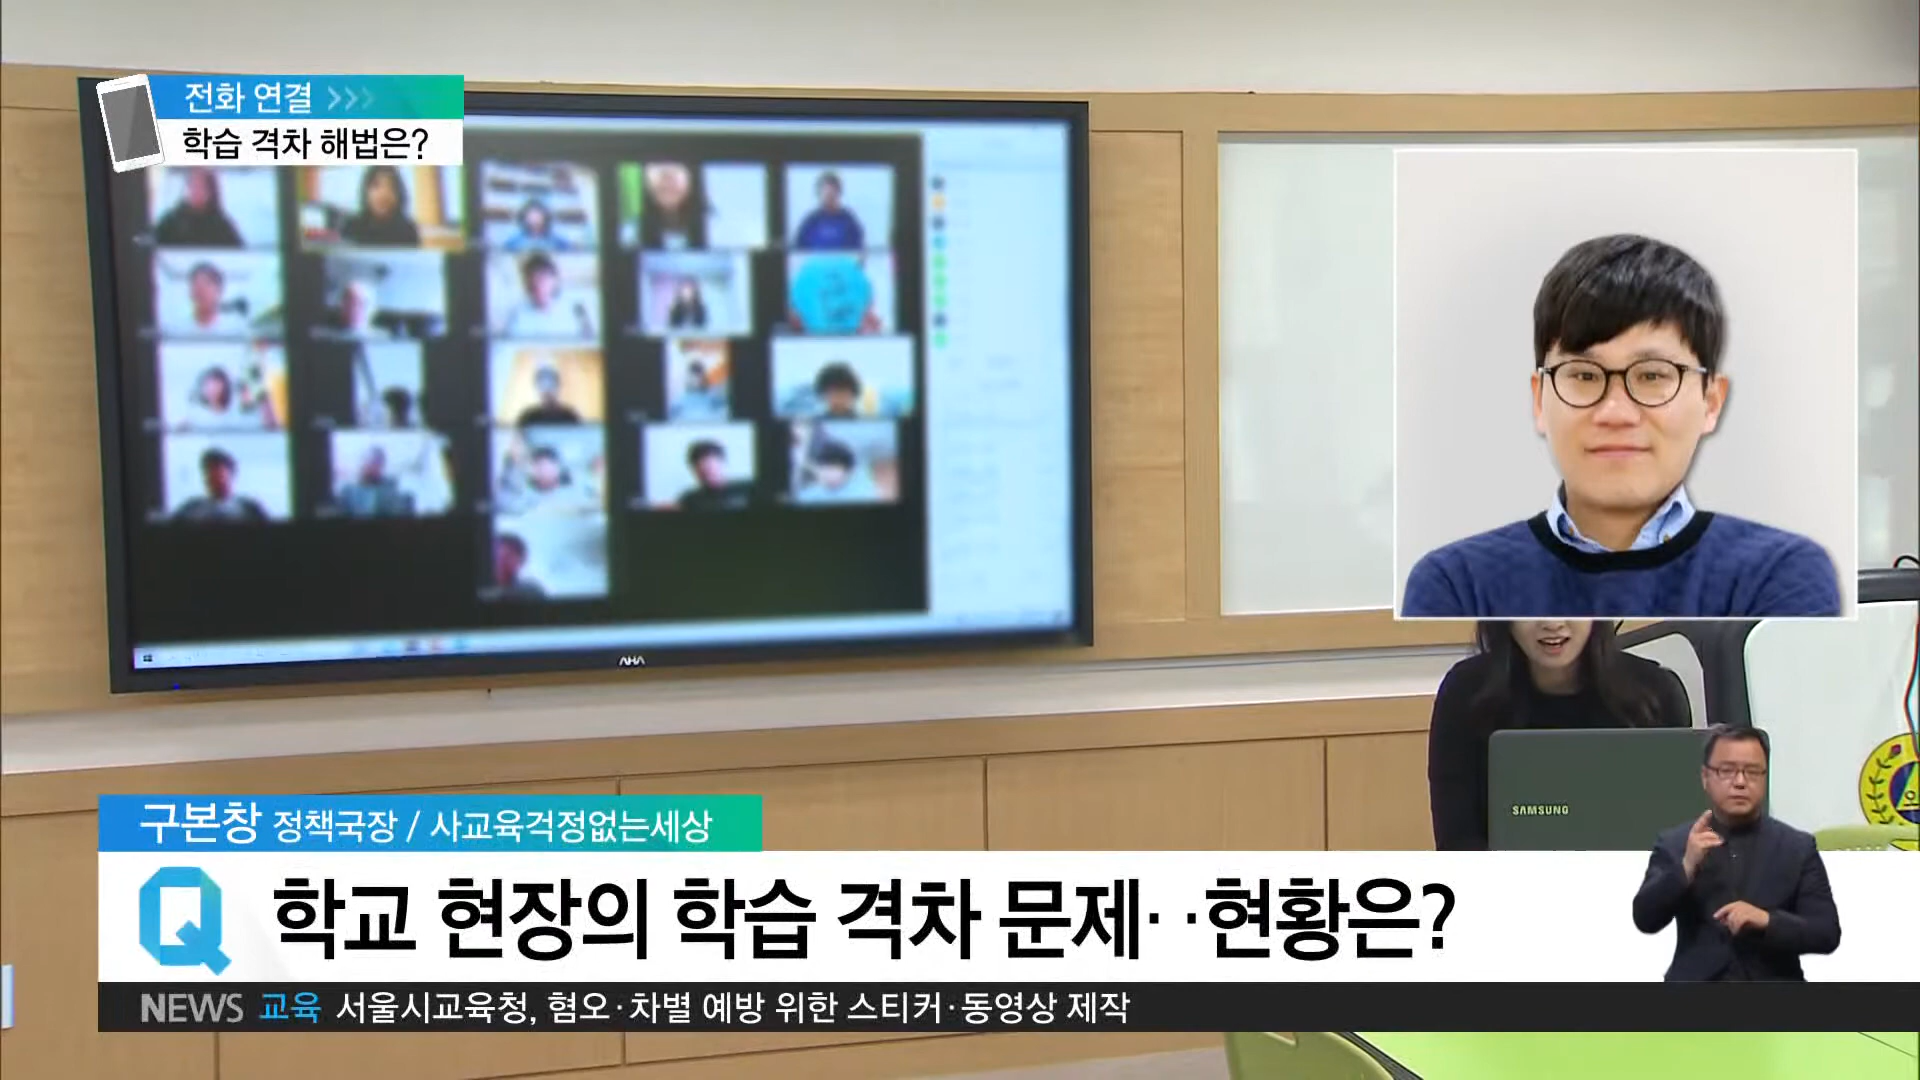 전화 연결 >>>
학습 격차 해법은?
AHA
SAMSUNG
구본창 정책국장 / 사교육걱정없는세상
Q 학교 현장의 학습 격차 문제‥현황은?
NEWS 교육 서울시교육청, 혐오·차별 예방 위한 스티커·동영상 제작